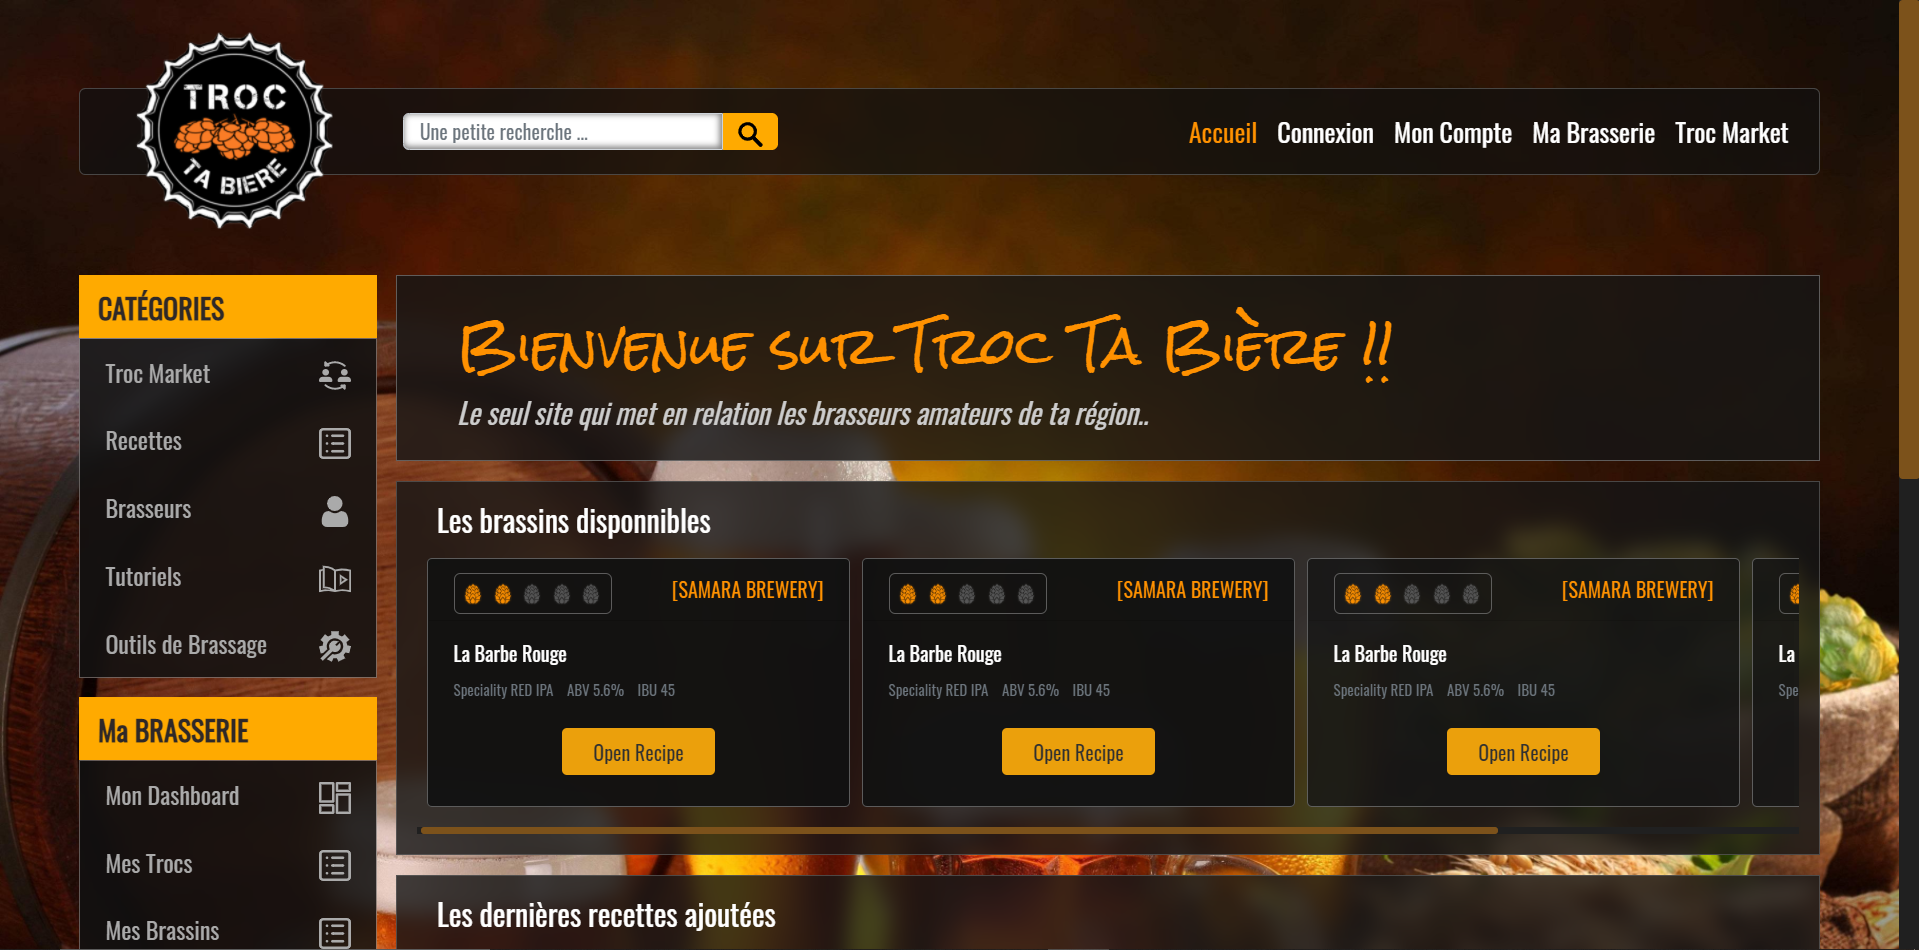 TROC
TA BIERE
Une petite recherche ...
Accueil Connexion Mon Compte Ma Brasserie Troc Market
CATÉGORIES
Troc Market
Recettes
Brasseurs
Tutoriels
Outils de Brassage
Ma BRASSERIE
Mon Dashboard
Mes Trocs
Mes Brassins
Bienvenue sur Troc Ta Bière !!
Le seul site qui met en relation les brasseurs amateurs de ta région..
Les brassins disponnibles
[SAMARA BREWERY]
La Barbe Rouge
Speciality RED IPA ABV 5.6% IBU 45
Open Recipe
[SAMARA BREWERY]
La Barbe Rouge
Speciality RED IPA ABV 5.6% IBU 45
Open Recipe
[SAMARA BREWERY]
La Barbe Rouge
Speciality RED IPA ABV 5.6% IBU 45
Open Recipe
La
Spe
Les dernières recettes ajoutées